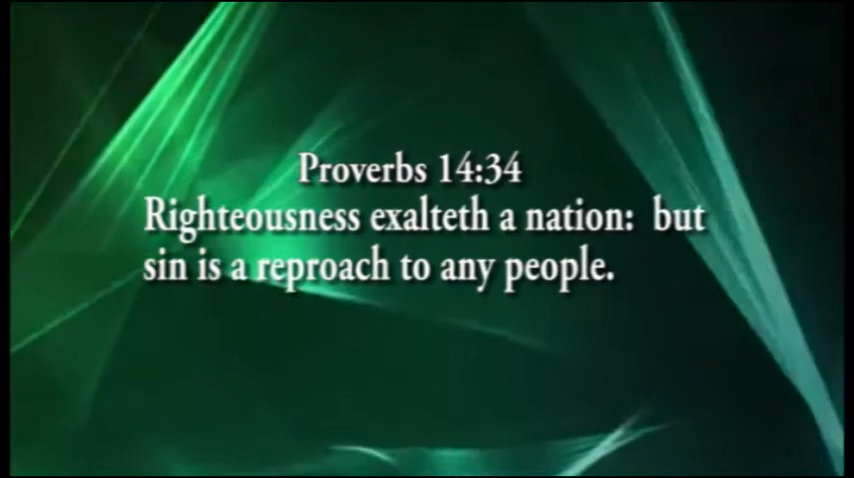 Proverbs 14:34
Righteousness exalteth a nation:  but
sin is a reproach to any people.